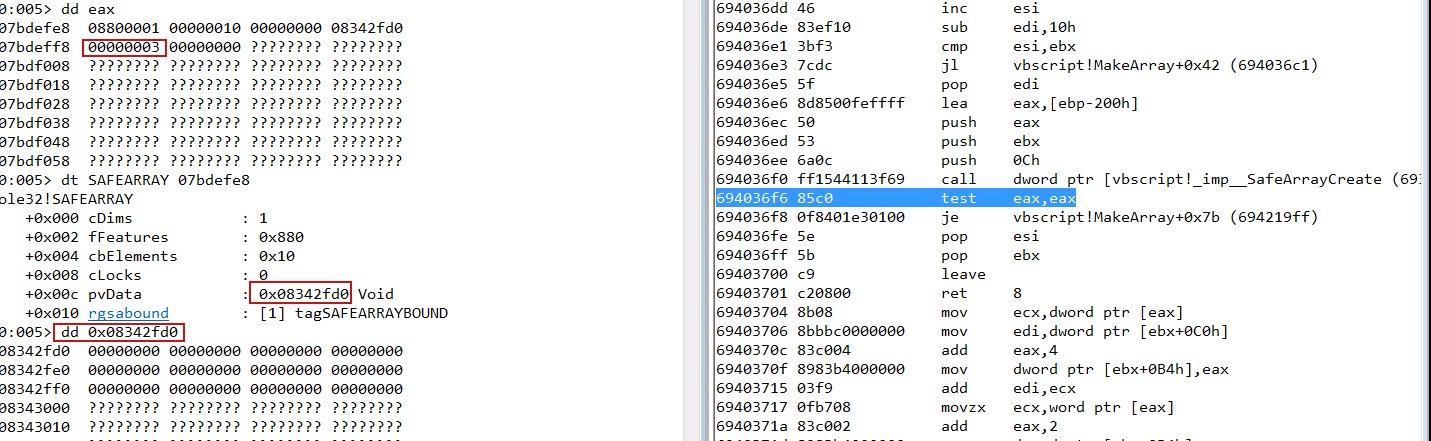 0:005> dd eax
07bdefe8 08800001 00000010 00000000 08342fd0
07bdeff8 00000003 00000000 ???????? ????????
07bdf008 ???????? ???????? ???????? ????????
07bdf018 ???????? ???????? ???????? ????????
07bdf028 ???????? ???????? ???????? ????????
07bdf038 ???????? ???????? ???????? ????????
07bdf048 ???????? ???????? ???????? ????????
07bdf058 ???????? ???????? ???????? ????????
0:005> dt SAFEARRAY 07bdefe8
ole32!SAFEARRAY
+0x000 cDims : 1
+0x002 fFeatures : 0x880
+0x004 cbElements : 0x10
+0x008 cLocks : 0
+0x00c pvData : 0x08342fd0 Void
+0x010 rgsabound : [1] tagSAFEARRAYBOUND
0:005> dd 0x08342fd0
08342fd0 00000000 00000000 00000000 00000000
08342fe0 00000000 00000000 00000000 00000000
08342ff0 00000000 00000000 00000000 00000000
08343000 ???????? ???????? ???????? ????????
08343010 ???????? ???????? ???????? ????????
694036dd 46 inc esi
694036de 83ef10 sub edi,10h
694036e1 3bf3 cmp esi,ebx
694036e3 7cdc jl vbscript!MakeArray+0x42 (694036c1)
694036e5 5f pop edi
694036e6 8d8500feffff lea eax,[ebp-200h]
694036ec 50 push eax
694036ed 53 push ebx
694036ee 6a0c push 0Ch
694036f0 ff1544113f69 call dword ptr [vbscript!_imp__SafeArrayCreate (693
694036f6 85c0 test eax,eax
694036f8 0f8401e30100 je vbscript!MakeArray+0x7b (694219ff)
694036fe 5e pop esi
694036ff 5b pop ebx
69403700 c9 leave
69403701 c20800 ret 8
69403704 8b08 mov ecx,dword ptr [eax]
69403706 8bbbc0000000 mov edi,dword ptr [ebx+0C0h]
6940370c 83c004 add eax,4
6940370f 8983b4000000 mov dword ptr [ebx+0B4h],eax
69403715 03f9 add edi,ecx
69403717 0fb708 movzx ecx,word ptr [eax]
6940371a 83c002 add eax,2